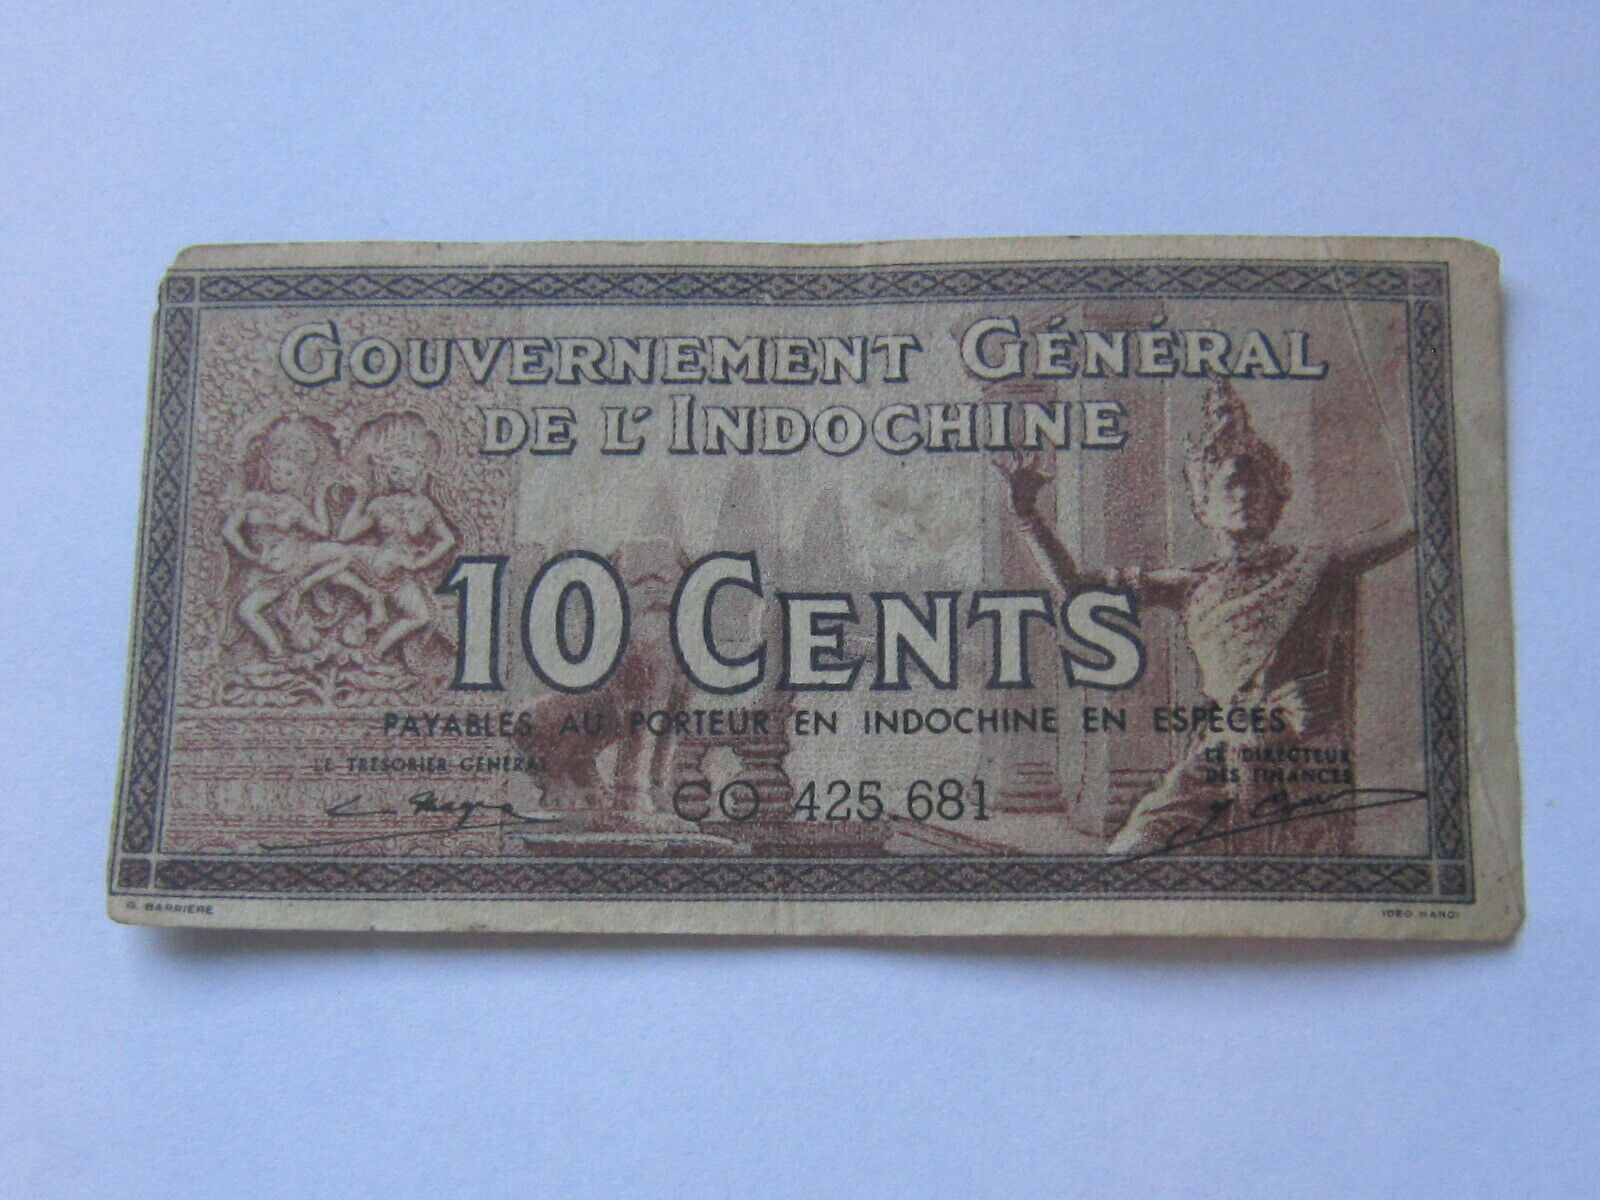 GOUVERNEMENT GÉNÉRAL
DE L'INDOCHINE
10 CENTS
PAYABLES AU PORTEUR EN INDOCHINE EN ESPÈCES
LE TRÉSORIER GÉNÉRAL
LE DIRECTEUR
DES FINANCES
CO 425.681
G. BARRIÈRE
IDEO HANOI